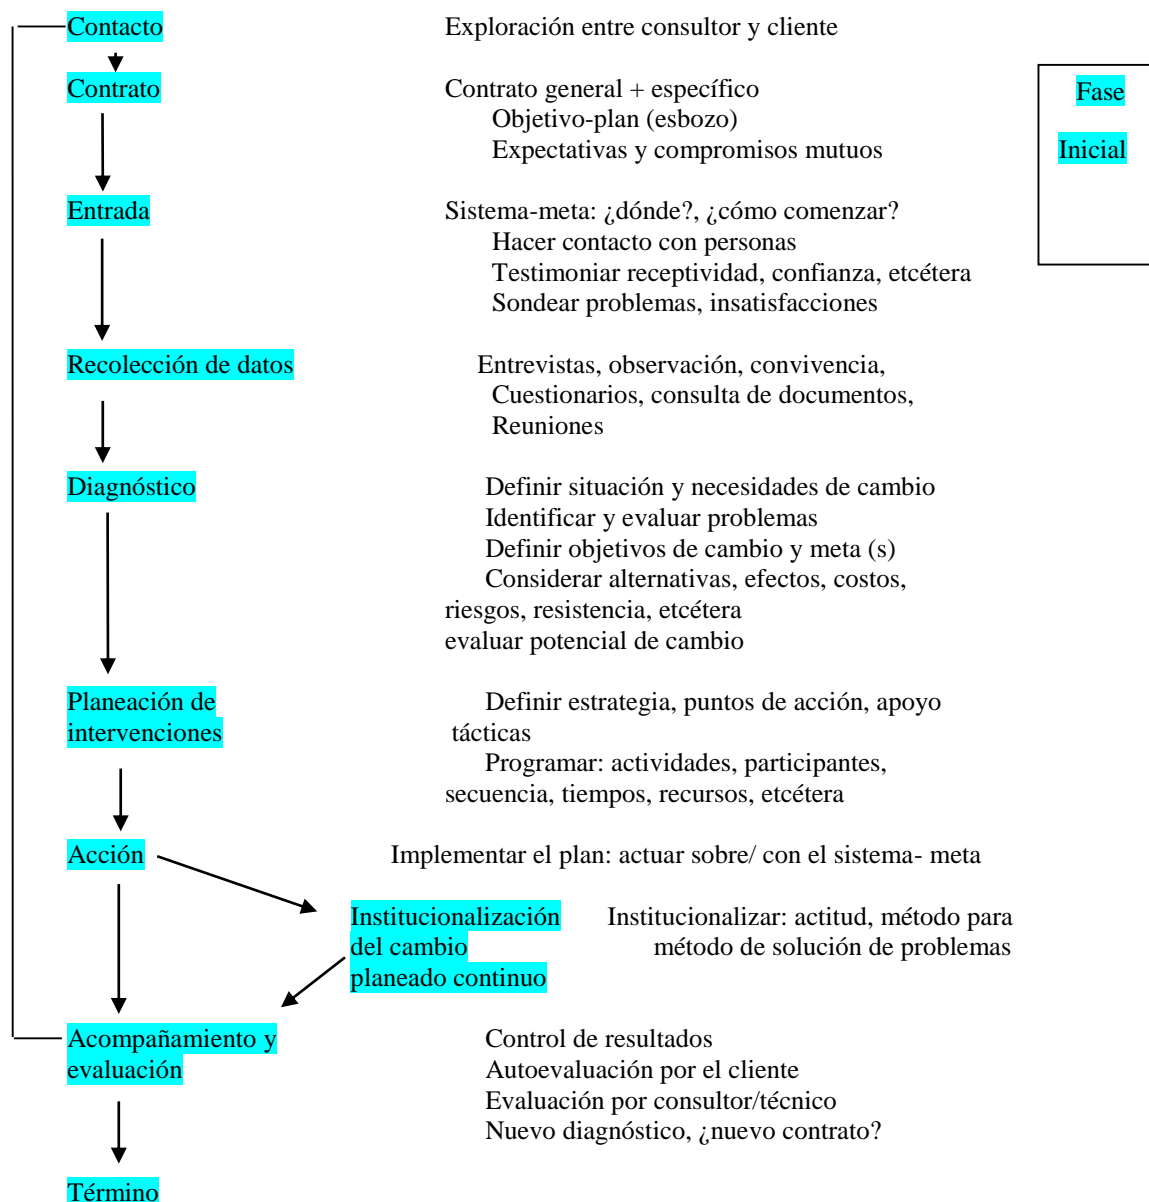 Contacto Exploración entre consultor y cliente
Contrato Contrato general + específico
Fase
Objetivo-plan (esbozo)
Expectativas y compromisos mutuos
Inicial
Entrada Sistema-meta: ¿dónde?, ¿cómo comenzar?
Hacer contacto con personas
Testimoniar receptividad, confianza, etcétera
Sondear problemas, insatisfacciones
Recolección de datos Entrevistas, observación, convivencia,
Cuestionarios, consulta de documentos,
Reuniones
Diagnóstico Definir situación y necesidades de cambio
Identificar y evaluar problemas
Definir objetivos de cambio y meta (s)
Considerar alternativas, efectos, costos,
riesgos, resistencia, etcétera
evaluar potencial de cambio
Planeación de Definir estrategia, puntos de acción, apoyo
intervenciones tácticas
Programar: actividades, participantes,
secuencia, tiempos, recursos, etcétera
Acción Implementar el plan: actuar sobre/ con el sistema- meta
Institucionalización Institucionalizar: actitud, método para
del cambio método de solución de problemas
planeado continuo
Acompañamiento y Control de resultados
evaluación Autoevaluación por el cliente
Evaluación por consultor/técnico
Nuevo diagnóstico, ¿nuevo contrato?
Término